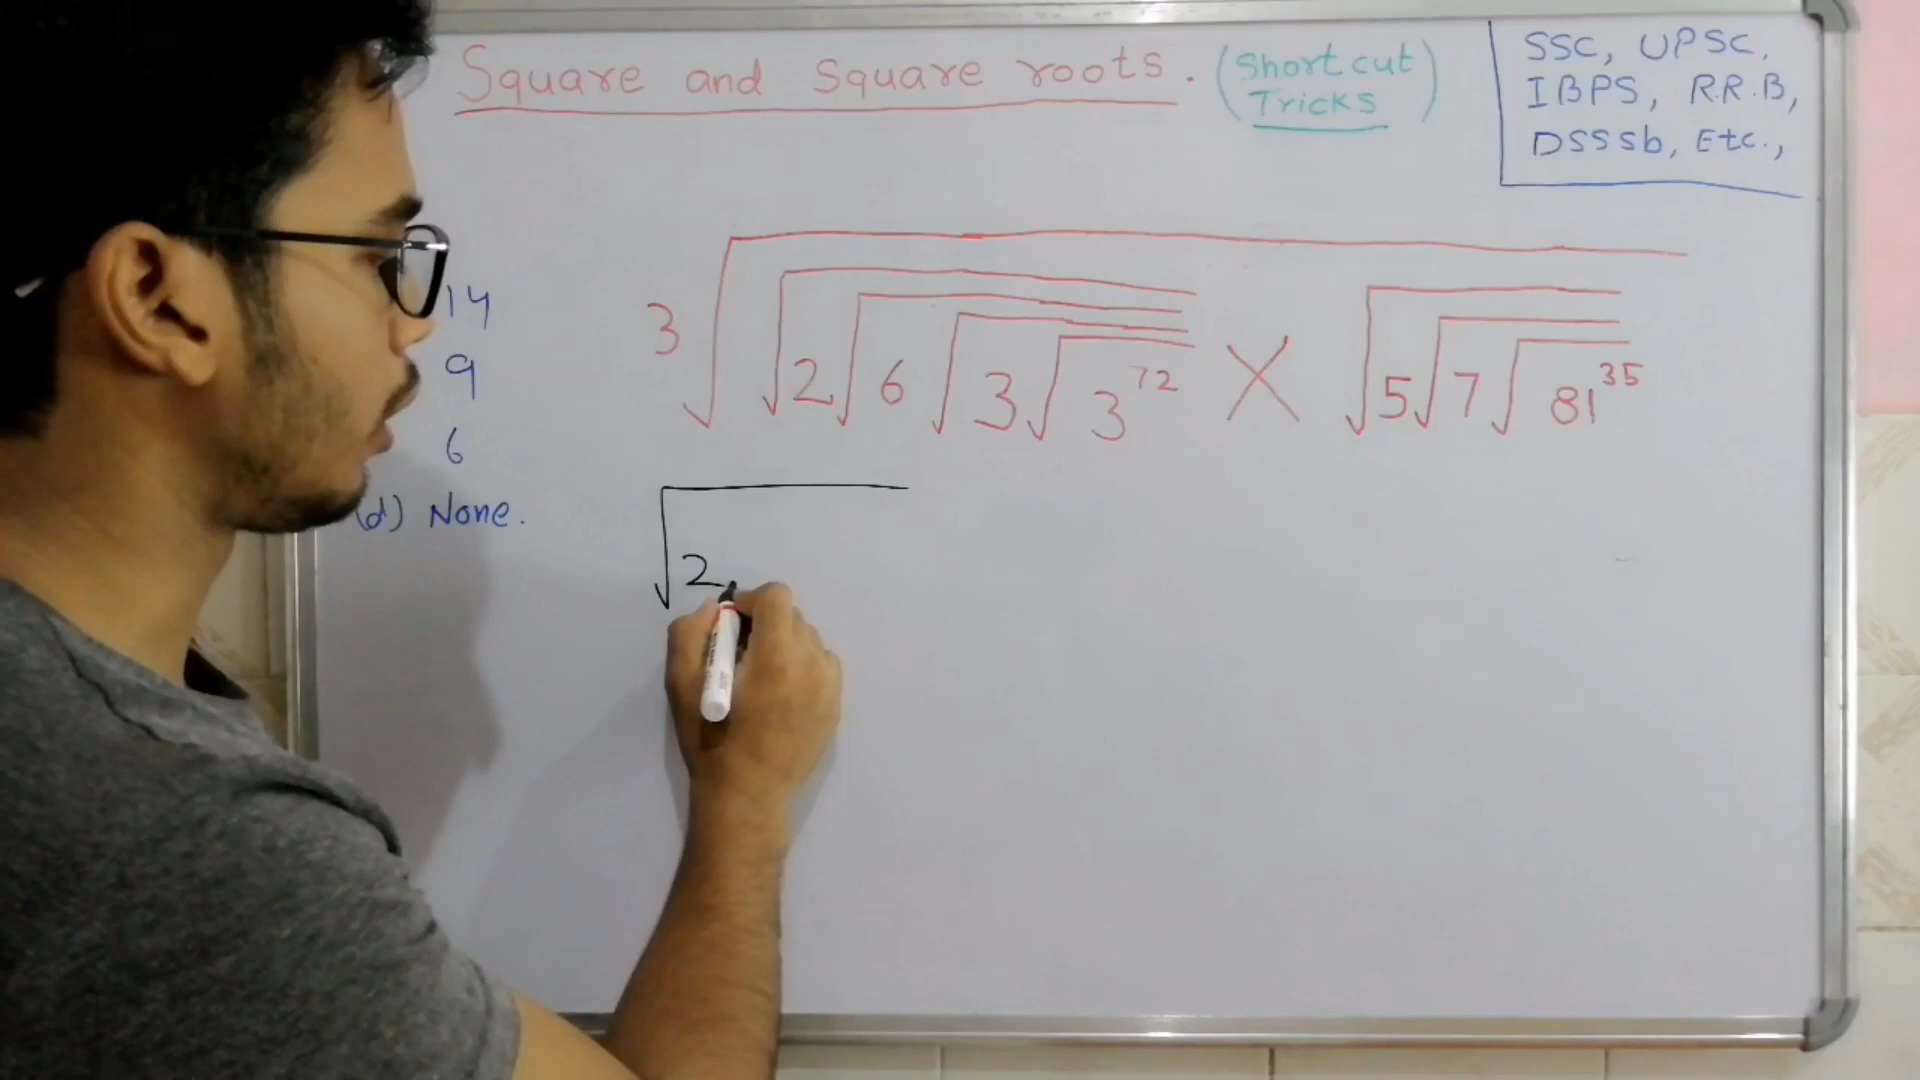 Square and Square roots. (Short cut Tricks)
SSC, UPSC,
IBPS, R.R.B,
DSSSb, Etc.,
3√√2√6√3√3^72 X √5√7√81^35
14
9
6
(d) None.
√2